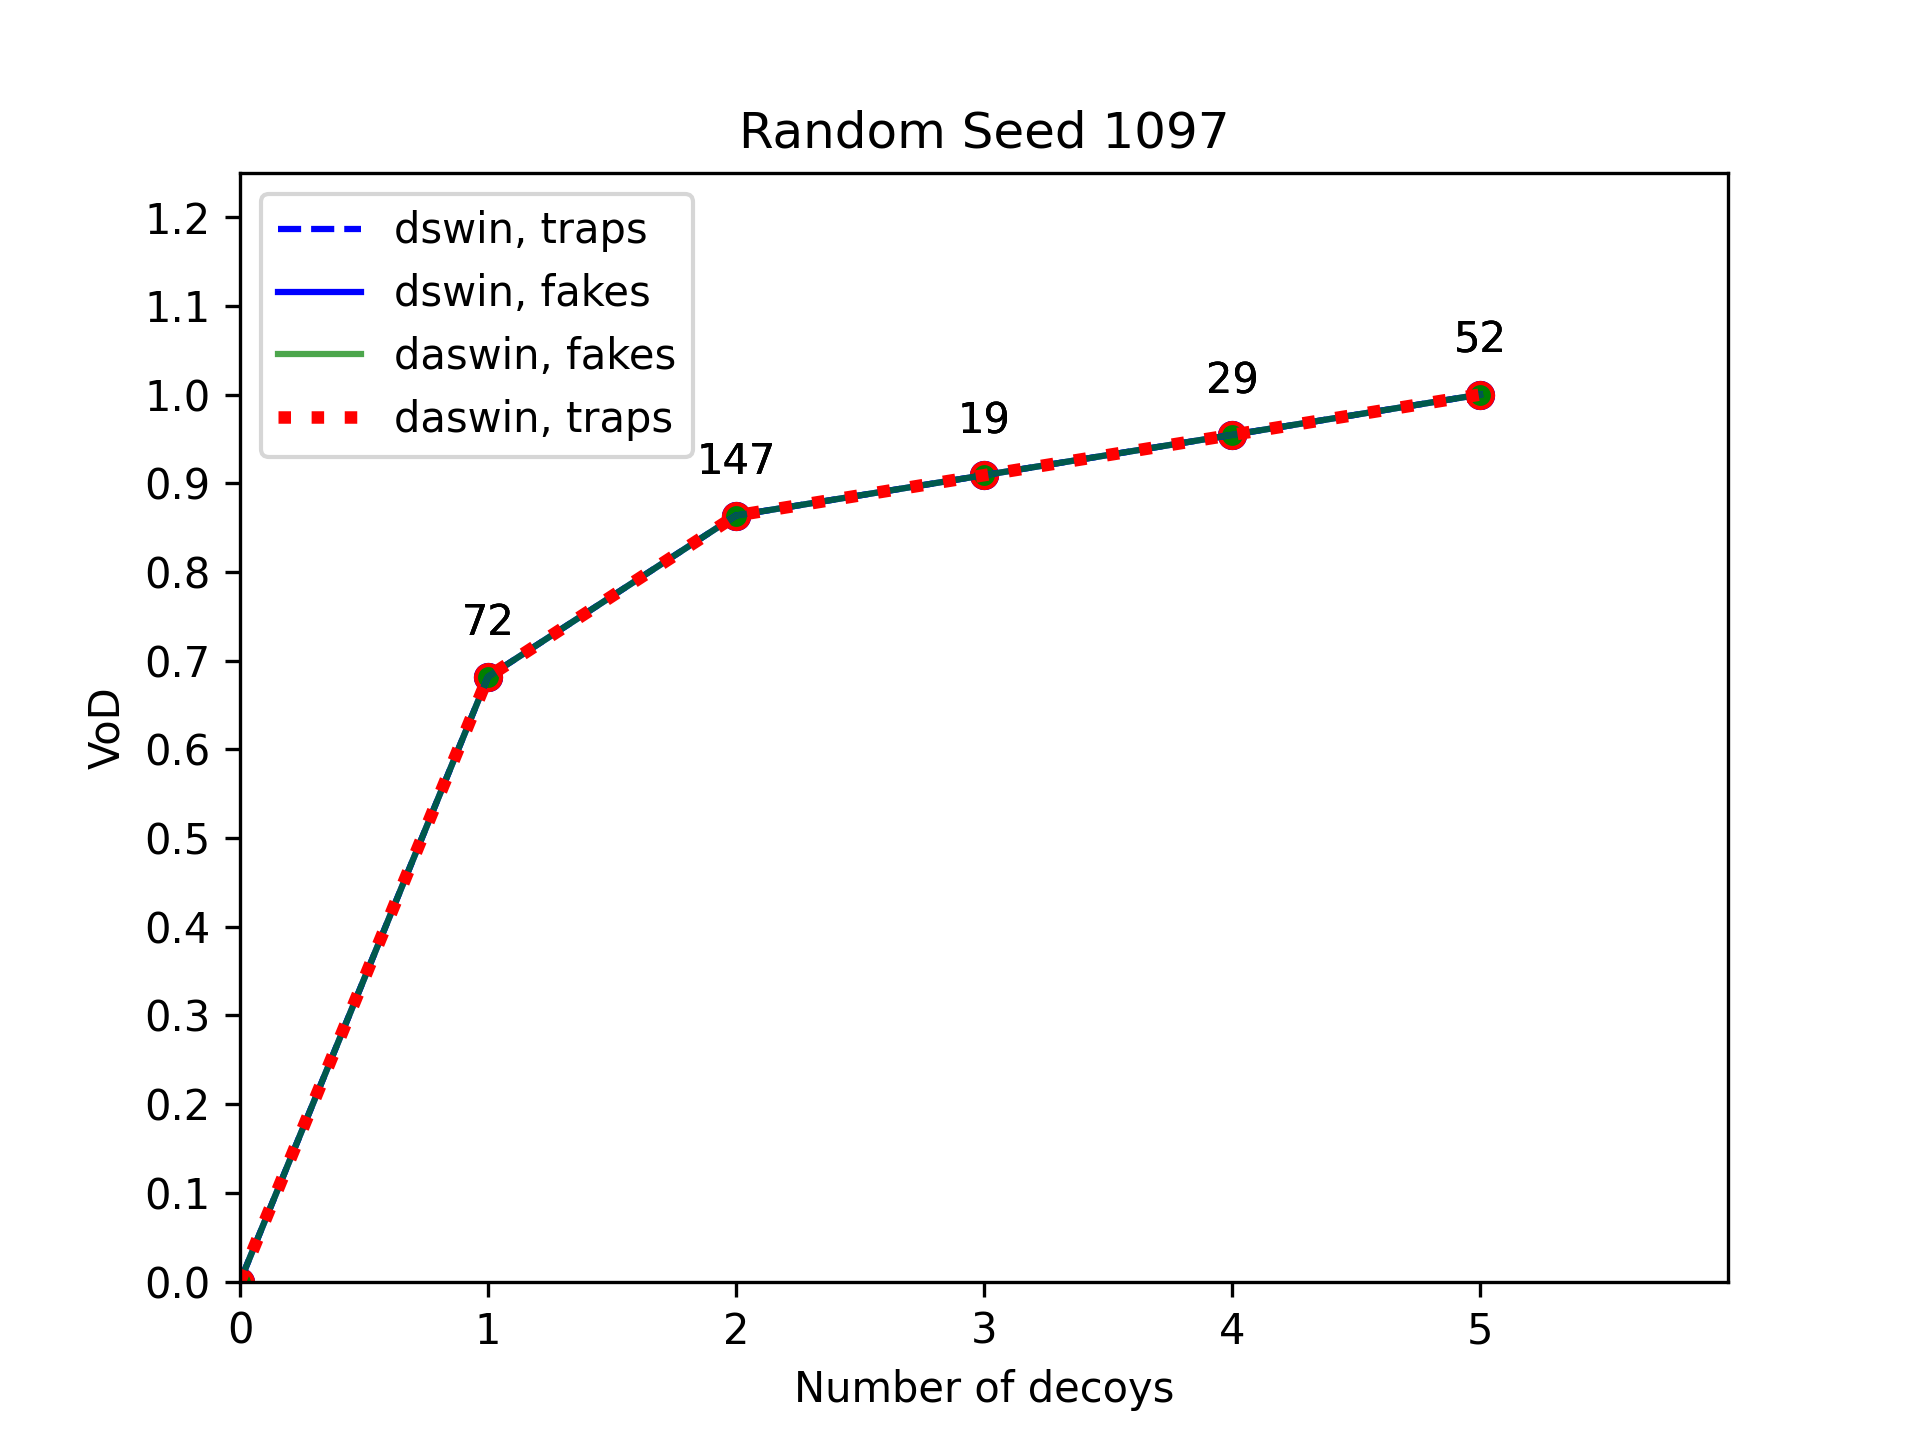 Random Seed 1097
dswin, traps
dswin, fakes
daswin, fakes
daswin, traps
1.2
1.1
1.0
0.9
0.8
0.7
0.6
0.5
0.4
0.3
0.2
0.1
0.0
VoD
72
147
19
29
52
0 1 2 3 4 5
Number of decoys